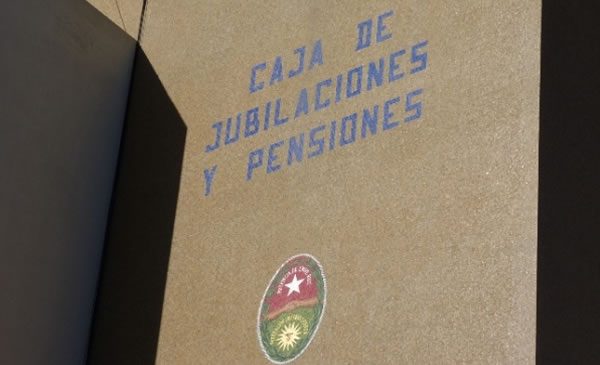 CAJA DE
JUBILACIONES
Y PENSIONES